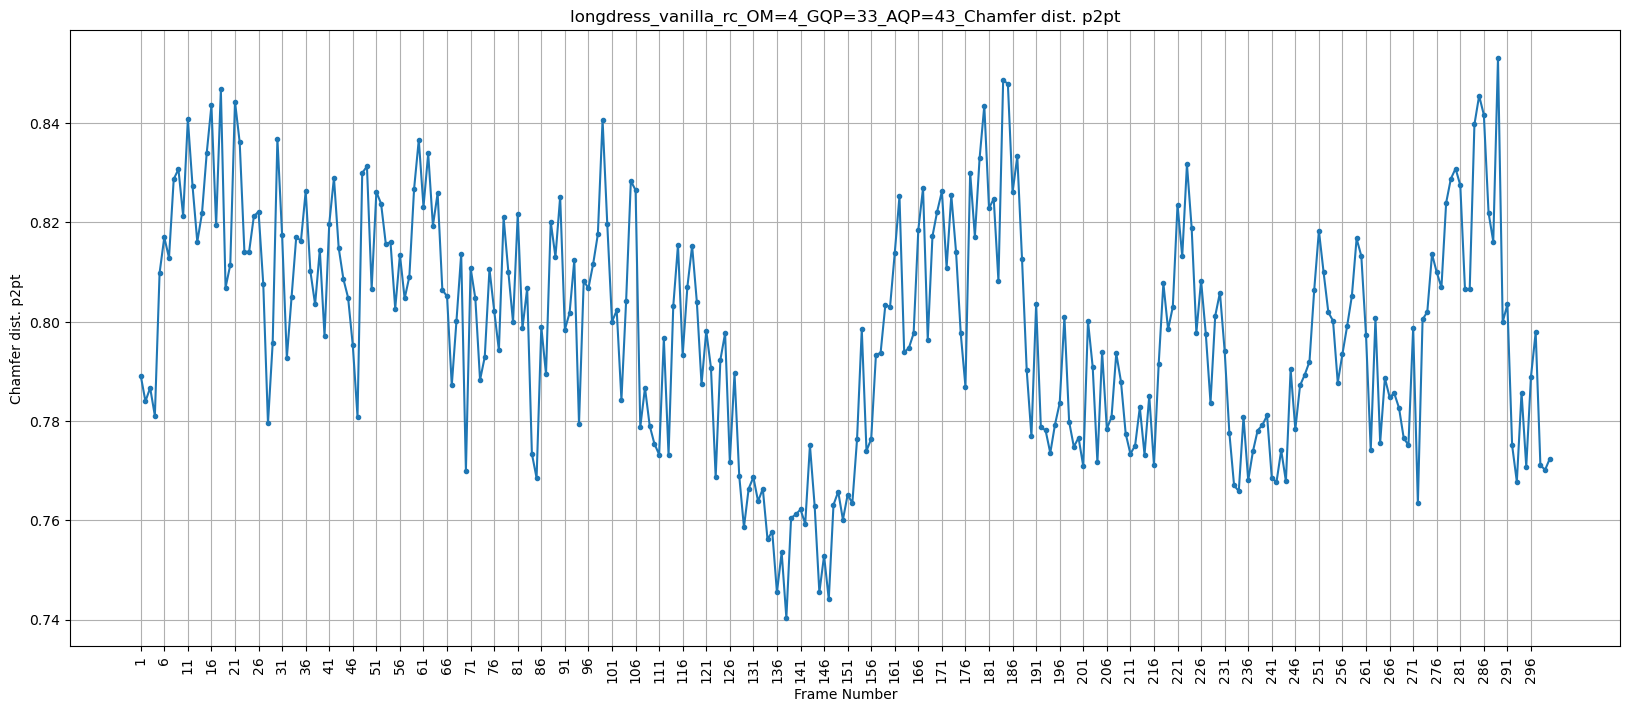 longdress_vanilla_rc_OM=4_GQP=33_AQP=43_Chamfer dist. p2pt
Chamfer dist. p2pt
0.84
0.82
0.80
0.78
0.76
0.74
1 6 11 16 21 26 31 36 41 46 51 56 61 66 71 76 81 86 91 96 101 106 111 116 121 126 131 136 141 146 151 156 161 166 171 176 181 186 191 196 201 206 211 216 221 226 231 236 241 246 251 256 261 266 271 276 281 286 291 296
Frame Number